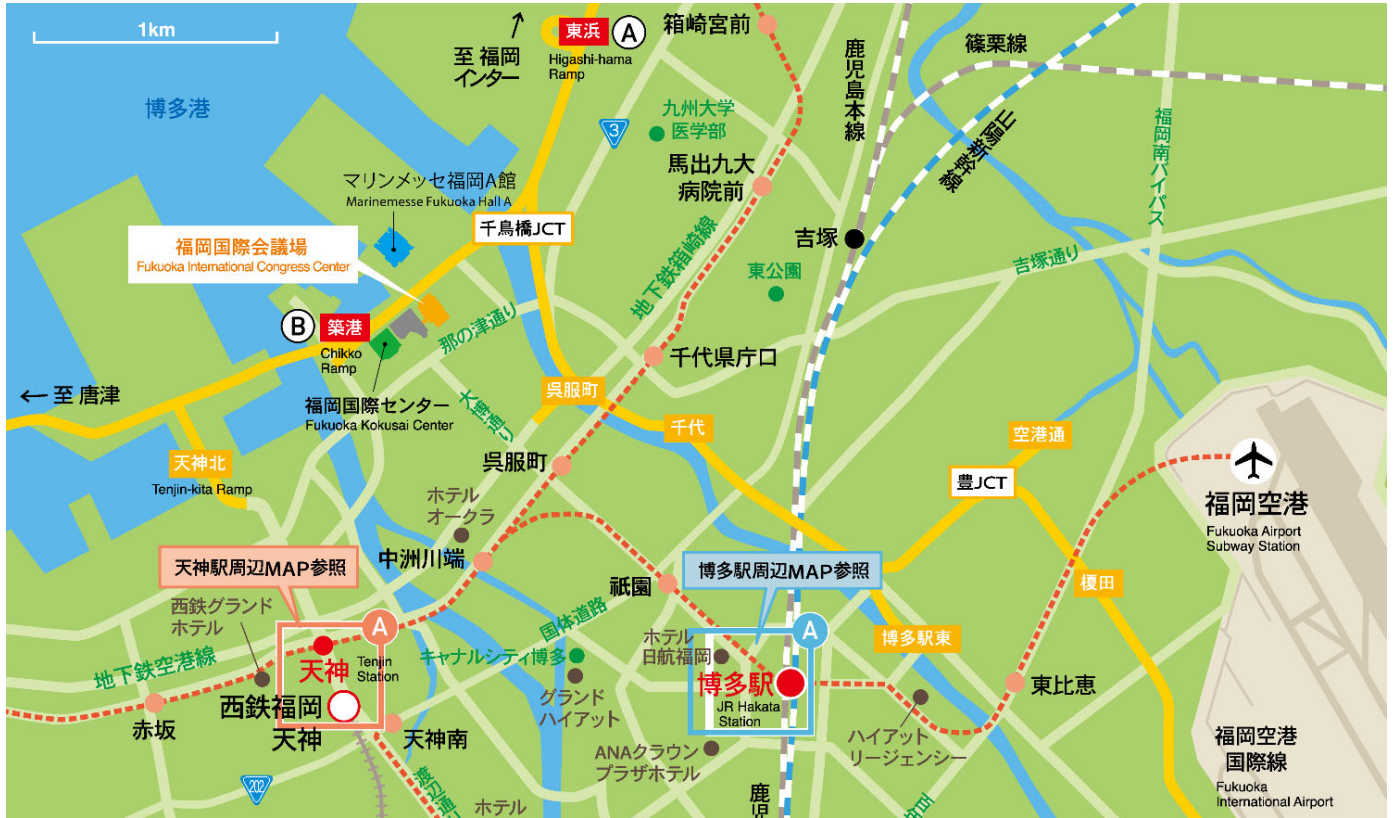 1km
至 福岡
インター
東浜
A
Higashi-hama
Ramp
箱崎宮前
鹿児島本線
篠栗線
山陽新幹線
博多港
3
九州大学
医学部
福岡南バイパス
馬出九大
病院前
マリンメッセ福岡A館
Marinemesse Fukuoka Hall A
千鳥橋JCT
福岡国際会議場
Fukuoka International Congress Center
吉塚
地下鉄箱崎線
東公園
吉塚通り
B
築港
Chikko
Ramp
那の津通り
千代県庁口
← 至 唐津
福岡国際センター
Fukuoka Kokusai Center
大博通り
呉服町
千代
空港通
天神北
Tenjin-kita Ramp
呉服町
豊JCT
福岡空港
Fukuoka Airport
Subway Station
ホテル
オークラ
中洲川端
天神駅周辺MAP参照
博多駅周辺MAP参照
祇園
榎田
西鉄グランド
ホテル
国体道路
A
A
博多駅東
地下鉄空港線
天神
Tenjin
Station
キャナルシティ博多
ホテル
日航福岡
博多駅
JR Hakata
Station
東比恵
西鉄福岡
天神
赤坂
天神南
グランド
ハイアット
ANAクラウン
プラザホテル
ハイアット
リージェンシー
福岡空港
国際線
Fukuoka
International Airport
202
渡辺通
ホテル
鹿児